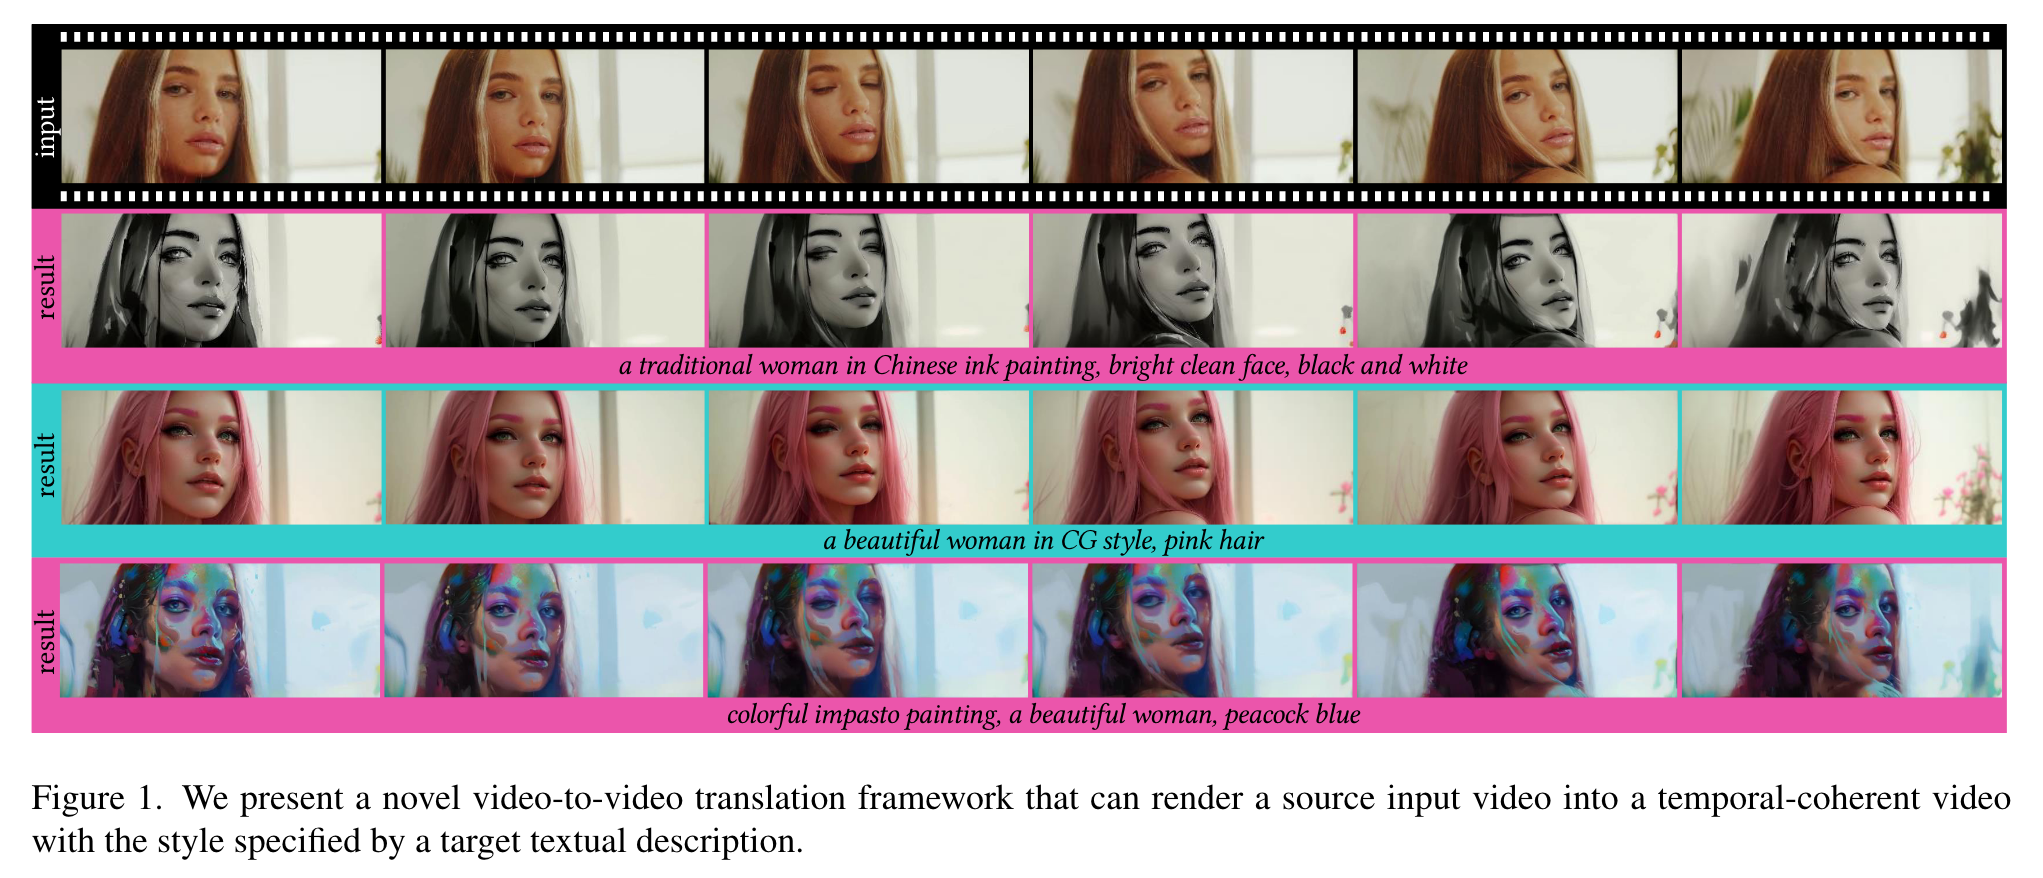 input
result
a traditional woman in Chinese ink painting, bright clean face, black and white
result
a beautiful woman in CG style, pink hair
result
colorful impasto painting, a beautiful woman, peacock blue
Figure 1. We present a novel video-to-video translation framework that can render a source input video into a temporal-coherent video
with the style specified by a target textual description.